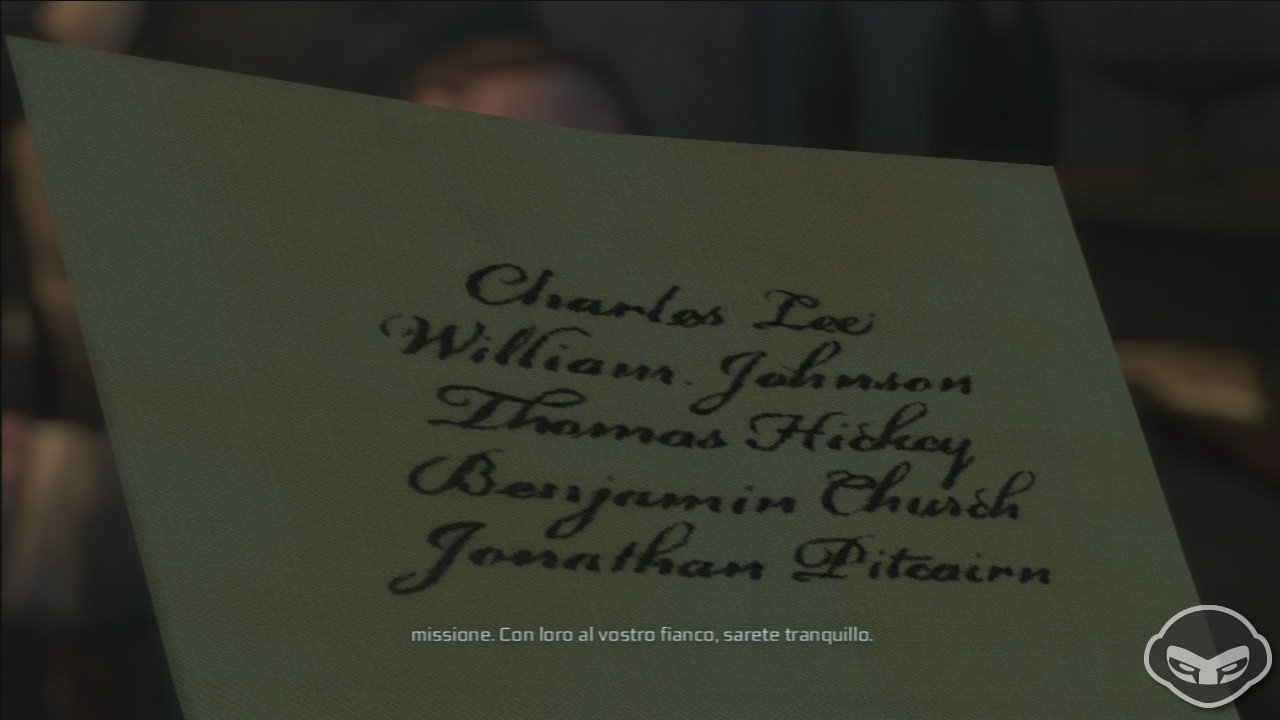 Charles Lee
William Johnson
Thomas Hickey
Benjamin Church
Jonathan Pitcairn
missione. Con loro al vostro fianco, sarete tranquillo.